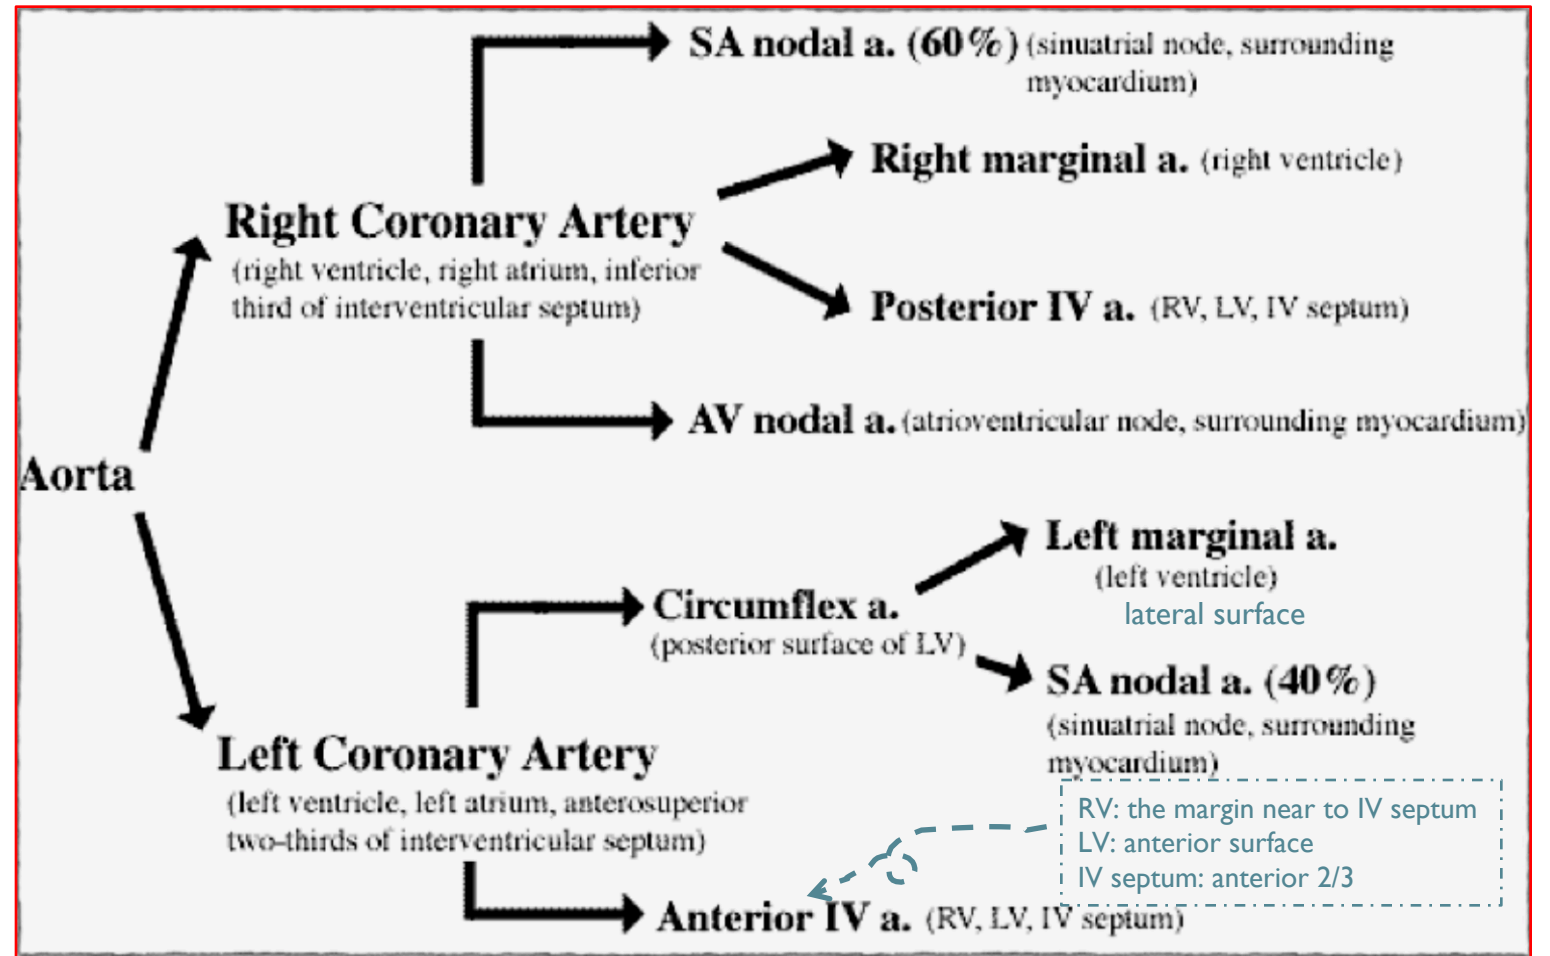 SA nodal a. (60%) (sinuatrial node, surrounding
myocardium)
Right marginal a. (right ventricle)
Right Coronary Artery
(right ventricle, right atrium, inferior
third of interventricular septum)
Posterior IV a. (RV, LV, IV septum)
AV nodal a. (atrioventricular node, surrounding myocardium)
Aorta
Left marginal a.
(left ventricle)
lateral surface
Circumflex a.
(posterior surface of LV)
SA nodal a. (40%)
(sinuatrial node, surrounding
myocardium)
Left Coronary Artery
(left ventricle, left atrium, anterosuperior
two-thirds of interventricular septum)
RV: the margin near to IV septum
LV: anterior surface
IV septum: anterior 2/3
Anterior IV a. (RV, LV, IV septum)